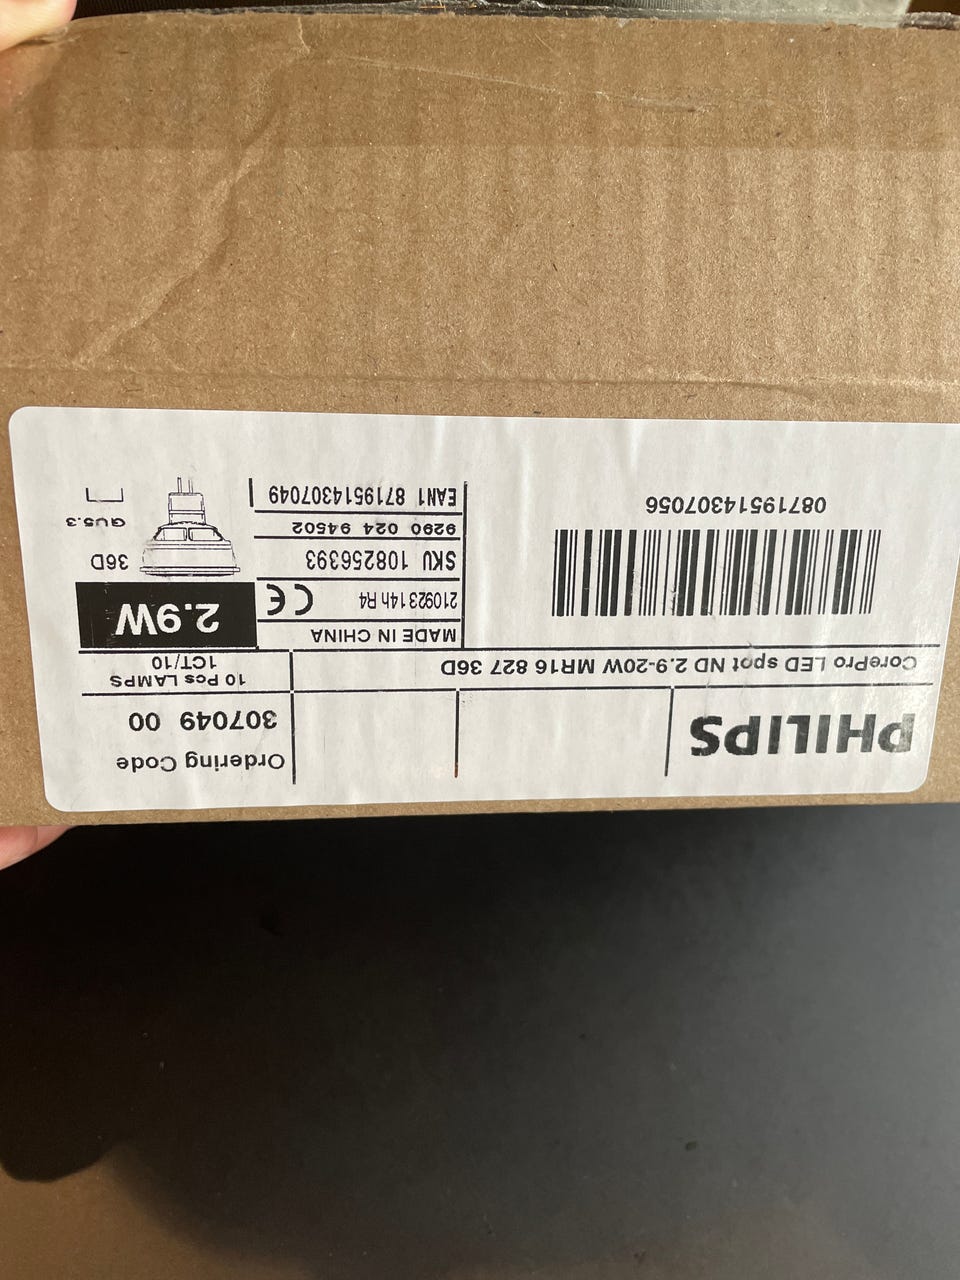 PHILIPS
Ordering Code
307049 00
CorePro LED spot ND 2.9-20W MR16 827 36D
10 Pcs LAMPS
1CT/10
MADE IN CHINA
210923 14h R4
CE
2.9W
SKU 108256393
9290 024 94502
EAN1 8719514307049
36D
GU5.3
08719514307056